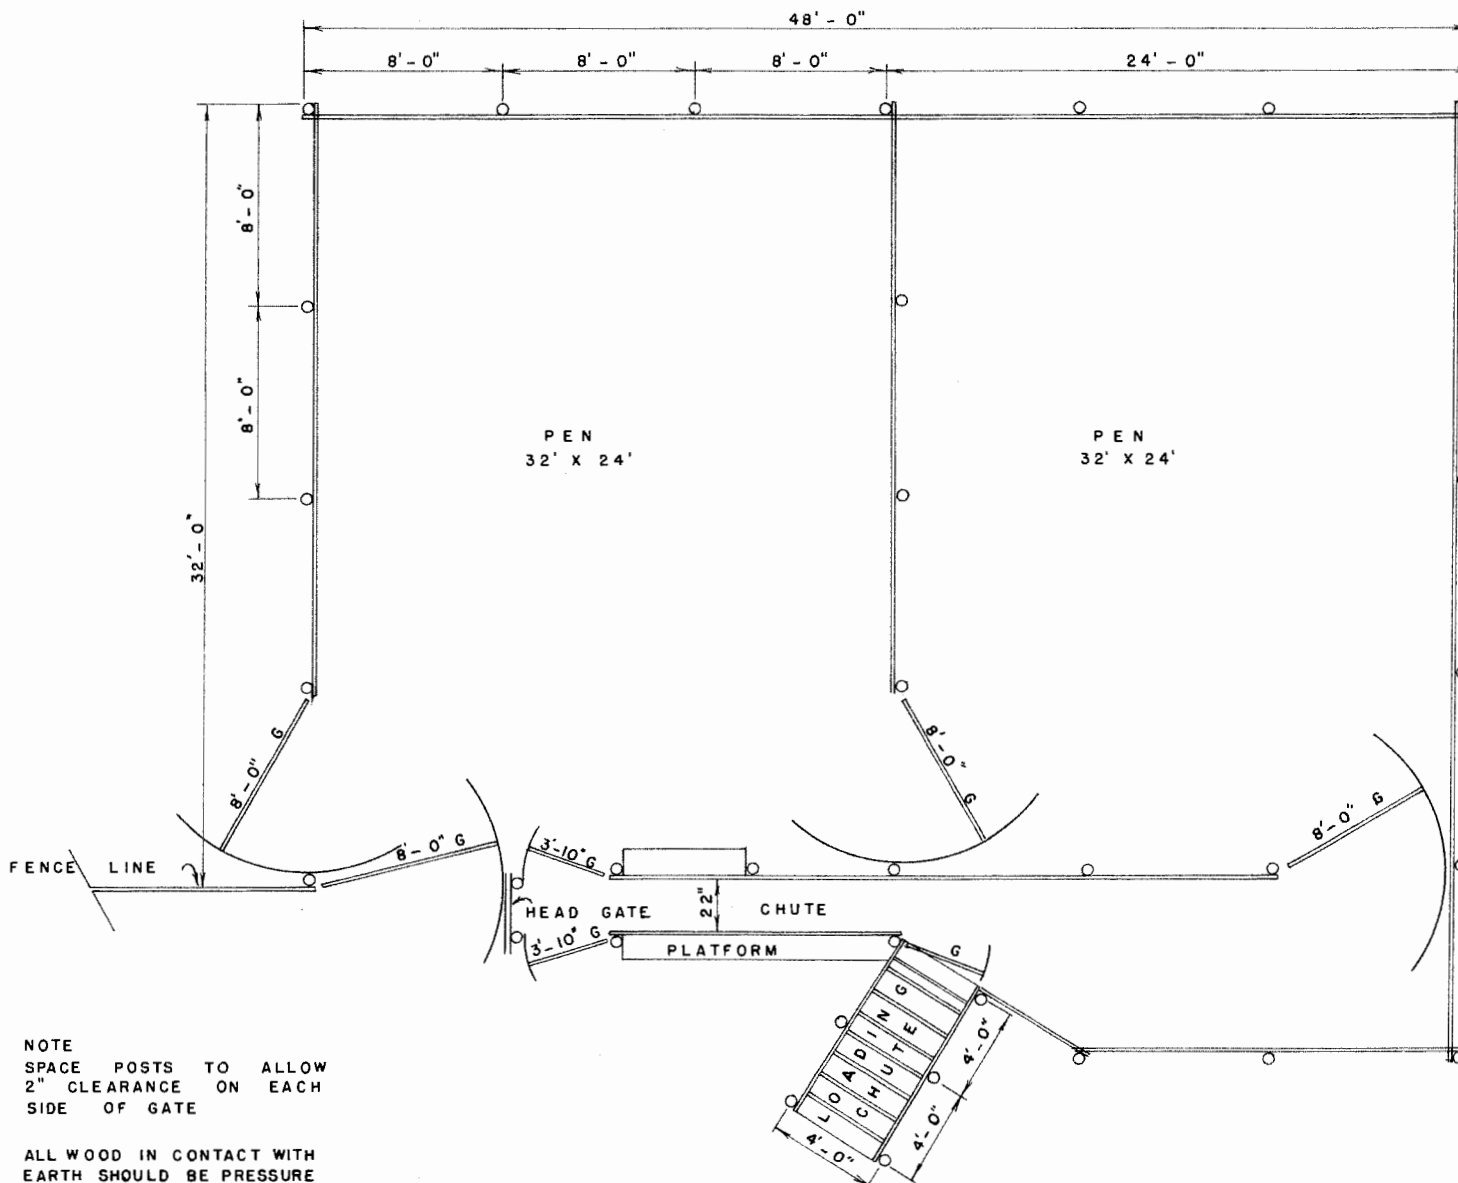 48'-0"
8'-0" 8'-0" 8'-0" 24'-0"
8'-0"
8'-0"
32'-0"
PEN
32' X 24'
PEN
32' X 24'
8'-0" G
8'-0" G
8'-0" G
8'-0" G
3'-10" G
FENCE LINE
HEAD GATE
22"
CHUTE
3'-10" G
PLATFORM
G
LOADING
CHUTE
4'-0"
4'-0"
4'-0"
NOTE
SPACE POSTS TO ALLOW
2" CLEARANCE ON EACH
SIDE OF GATE
ALL WOOD IN CONTACT WITH
EARTH SHOULD BE PRESSURE